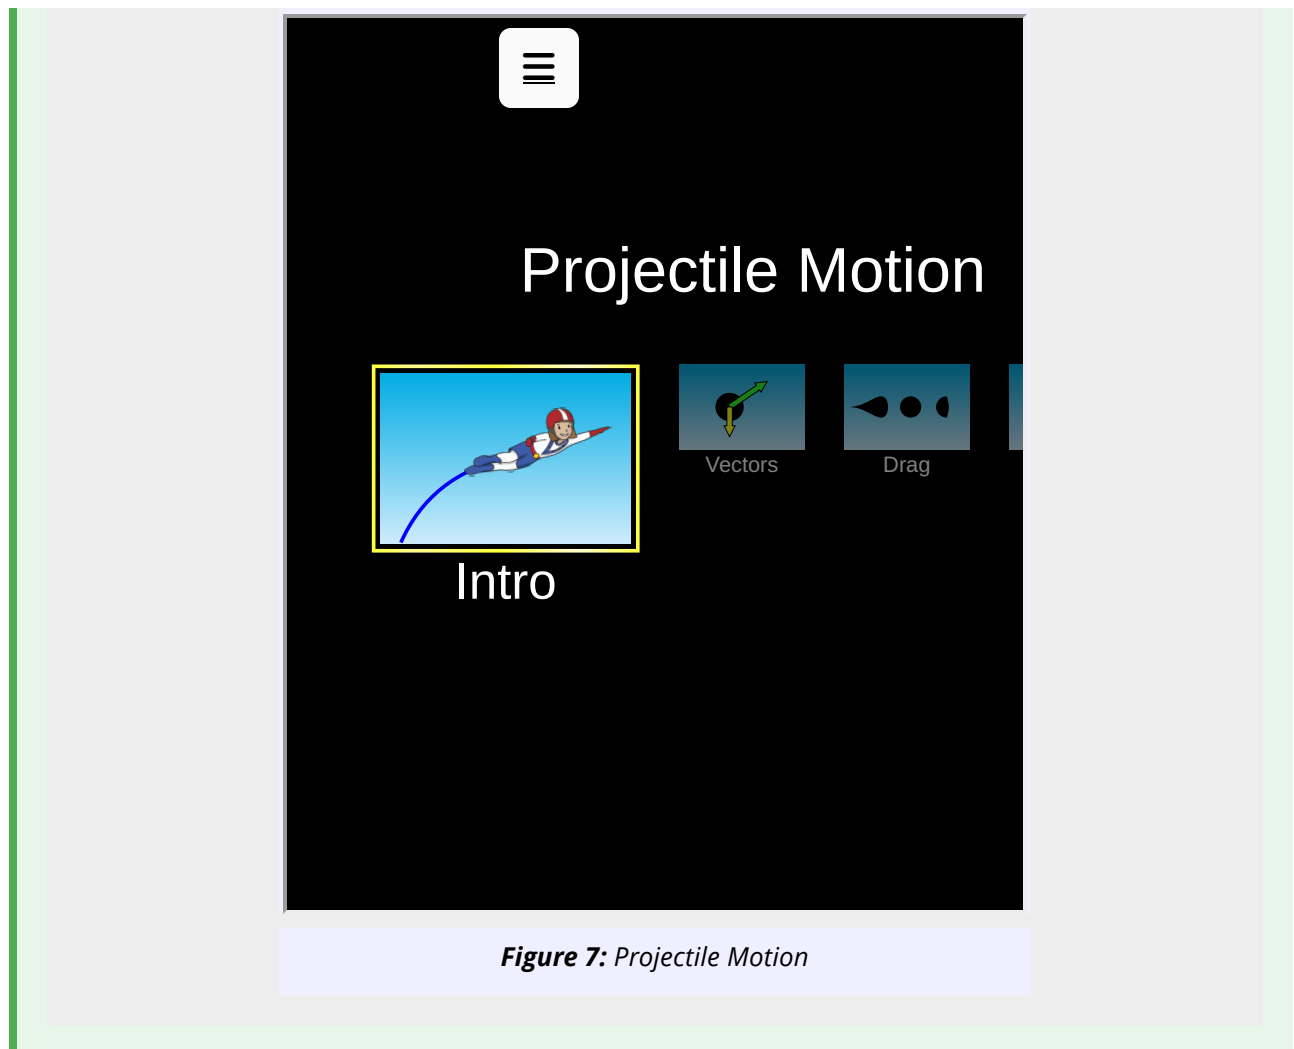 Projectile Motion
Vectors
Drag
Intro
Figure 7: Projectile Motion